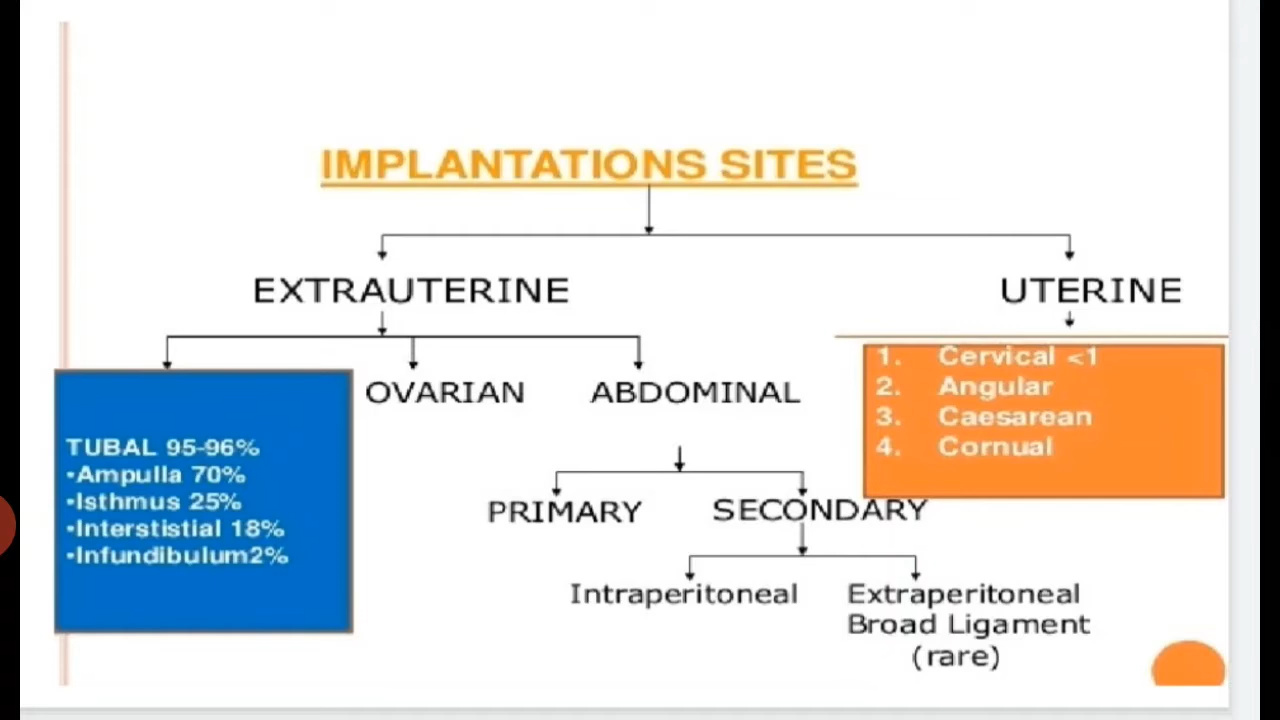 IMPLANTATIONS SITES
EXTRAUTERINE
UTERINE
TUBAL 95-96%
•Ampulla 70%
•Isthmus 25%
•Interstistial 18%
•Infundibulum2%
OVARIAN
ABDOMINAL
1. Cervical <1
2. Angular
3. Caesarean
4. Cornual
PRIMARY
SECONDARY
Intraperitoneal
Extraperitoneal
Broad Ligament
(rare)